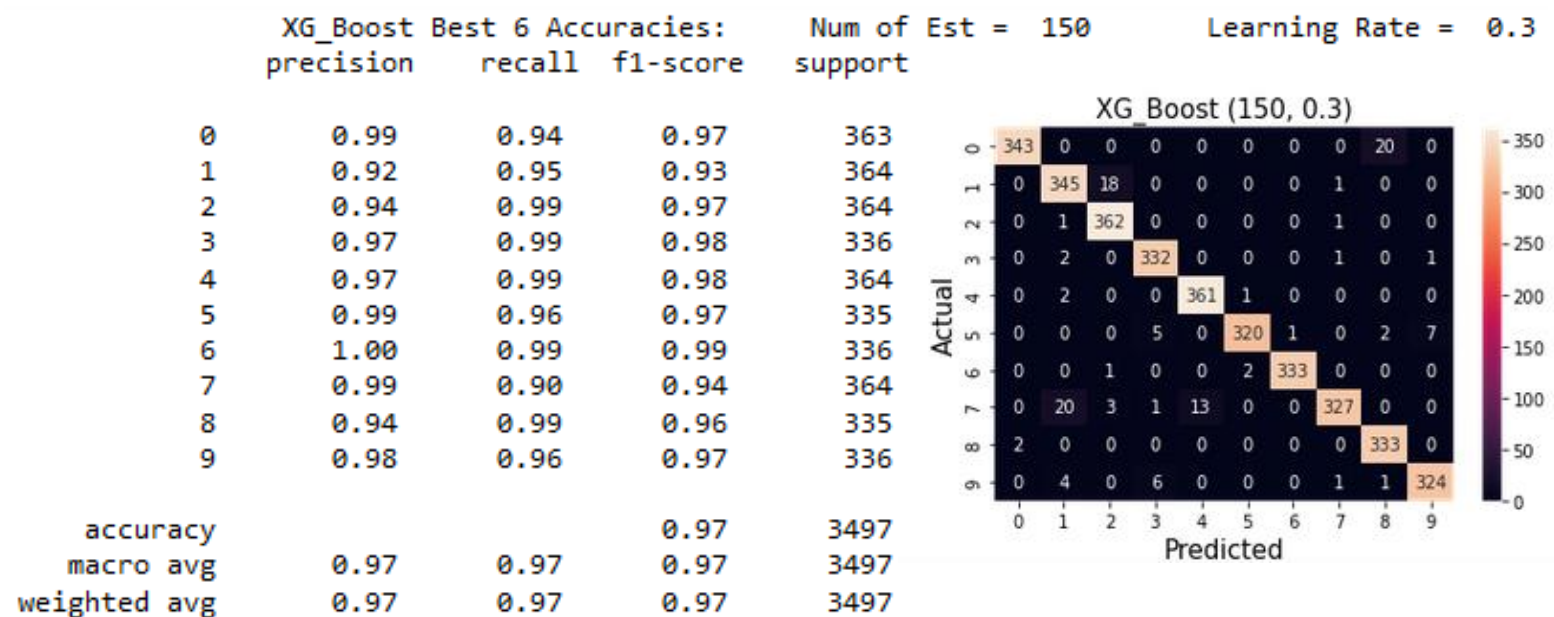 XG_Boost Best 6 Accuracies: Num of Est = 150 Learning Rate = 0.3
precision recall f1-score support
0 0.99 0.94 0.97 363
1 0.92 0.95 0.93 364
2 0.94 0.99 0.97 364
3 0.97 0.99 0.98 336
4 0.97 0.99 0.98 364
5 0.99 0.96 0.97 335
6 1.00 0.99 0.99 336
7 0.99 0.90 0.94 364
8 0.94 0.99 0.96 335
9 0.98 0.96 0.97 336
accuracy 0.97 3497
macro avg 0.97 0.97 0.97 3497
weighted avg 0.97 0.97 0.97 3497
XG_Boost (150, 0.3)
Actual
0 343 0 0 0 0 0 0 0 20 0
1 0 345 18 0 0 0 0 1 0 0
2 0 1 362 0 0 0 0 1 0 0
3 0 2 0 332 0 0 0 1 0 1
4 0 2 0 0 361 1 0 0 0 0
5 0 0 0 5 0 320 1 0 2 7
6 0 0 1 0 0 2 333 0 0 0
7 0 20 3 1 13 0 0 327 0 0
8 2 0 0 0 0 0 0 0 333 0
9 0 4 0 6 0 0 0 1 1 324
0 1 2 3 4 5 6 7 8 9
Predicted
350
300
250
200
150
100
50
0